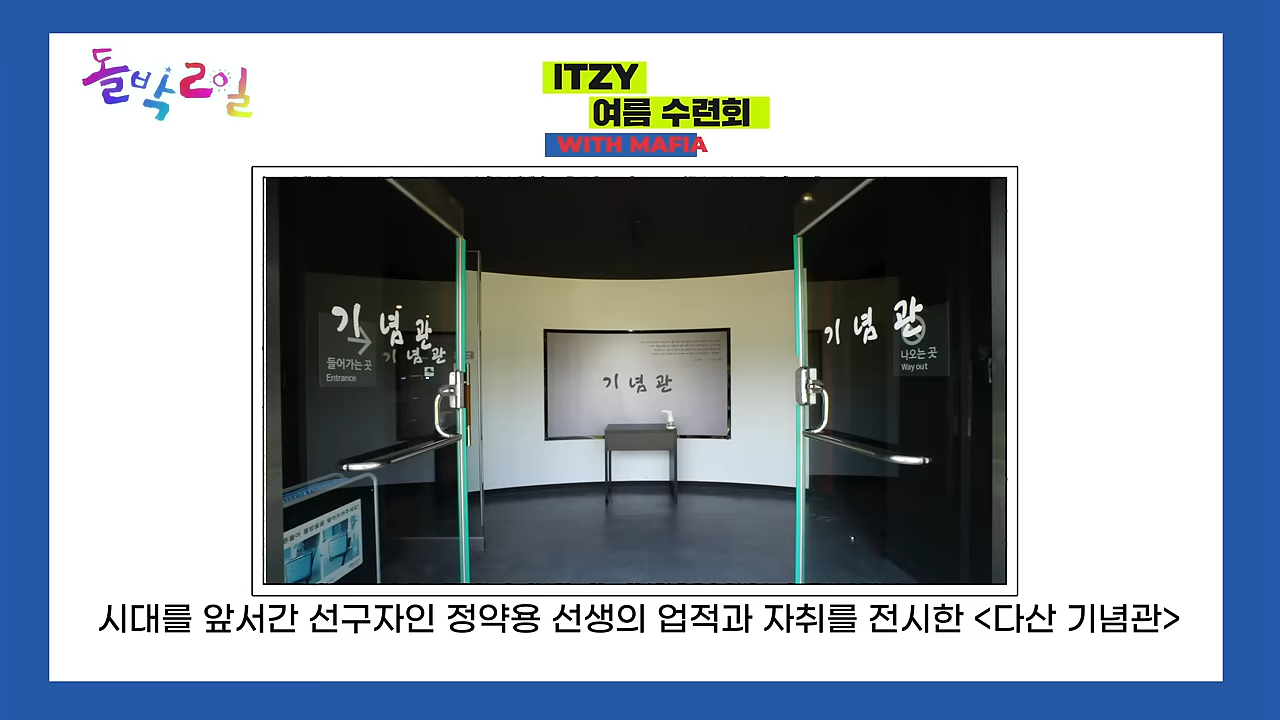 돌박2일
ITZY
여름 수련회
WITH MAFIA
기념관
기념관
들어가는 곳
Entrance
기념관
기념관
나오는 곳
Way out
시대를 앞서간 선구자인 정약용 선생의 업적과 자취를 전시한 <다산 기념관>